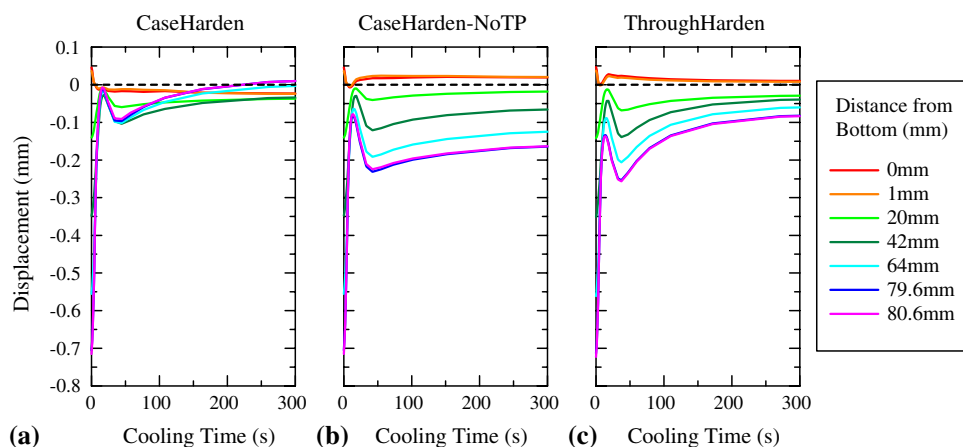 CaseHarden
CaseHarden-NoTP
ThroughHarden
Displacement (mm)
0.1
0
-0.1
-0.2
-0.3
-0.4
-0.5
-0.6
-0.7
-0.8
0 100 200 300
0 100 200 300
0 100 200 300
(a) Cooling Time (s)
(b) Cooling Time (s)
(c) Cooling Time (s)
Distance from
Bottom (mm)
0mm
1mm
20mm
42mm
64mm
79.6mm
80.6mm